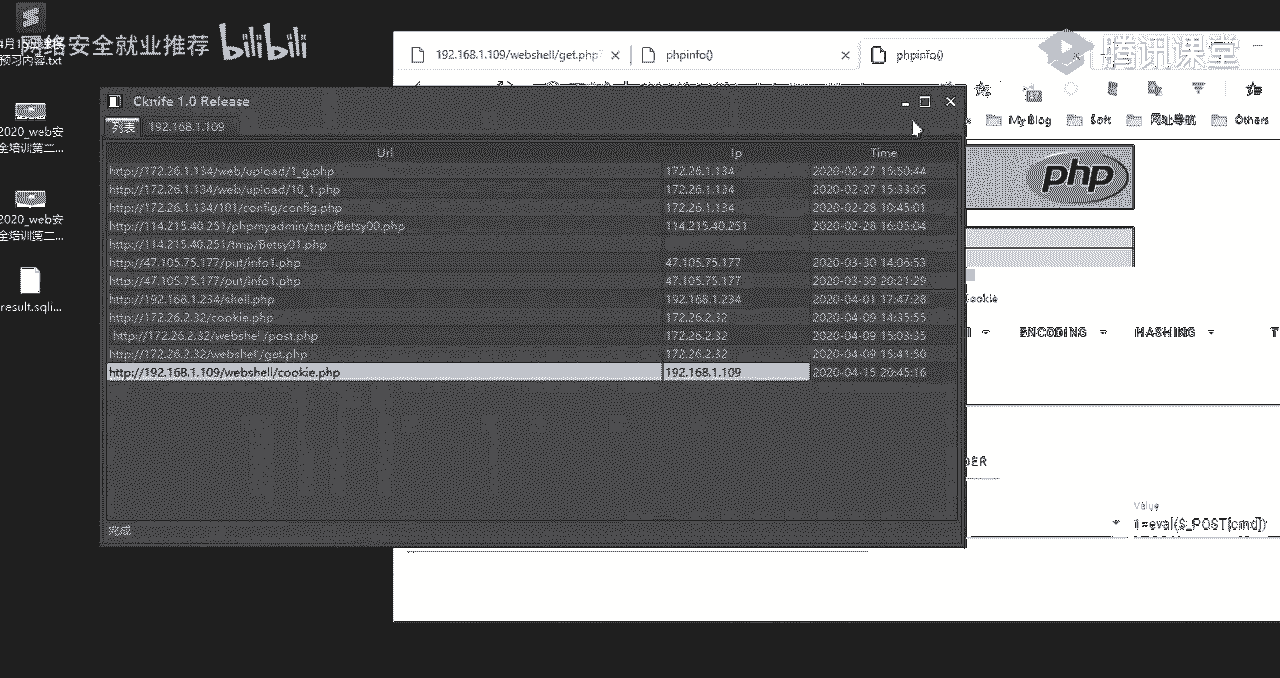 网络安全就业推荐 bilibili
预习内容.txt
腾讯课堂
192.168.1.109/webshell/get.php
phpinfo()
phpinfo()
My Blog
Soft
网址导航
Others
2020_web安
全培训第二...
2020_web安
全培训第二...
result.sqli...
Cknife 1.0 Release
列表
192.168.1.109
Url Ip Time
http://172.26.1.134/web/upload/1_g.php 172.26.1.134 2020-02-27 15:50:44
http://172.26.1.134/web/upload/10_1.php 172.26.1.134 2020-02-27 15:33:05
http://172.26.1.134/101/config/config.php 172.26.1.134 2020-02-28 10:45:01
http://114.215.40.251/phpmyadmin/tmp/Betsy00.php 114.215.40.251 2020-02-28 16:05:04
http://114.215.40.251/tmp/Betsy01.php
http://47.105.75.177/put/info1.php 47.105.75.177 2020-03-30 14:06:53
http://47.105.75.177/put/info1.php 47.105.75.177 2020-03-30 20:21:29
http://192.168.1.234/shell.php 192.168.1.234 2020-04-01 17:47:28
http://172.26.2.32/cookie.php 172.26.2.32 2020-04-09 14:35:55
http://172.26.2.32/webshell/post.php 172.26.2.32 2020-04-09 15:03:35
http://172.26.2.32/webshell/get.php 172.26.2.32 2020-04-09 15:41:50
http://192.168.1.109/webshell/cookie.php 192.168.1.109 2020-04-15 20:45:16
完成
php
Cookie
ENCODING
HASHING
DER
Value
1=eval($_POST[cmd])